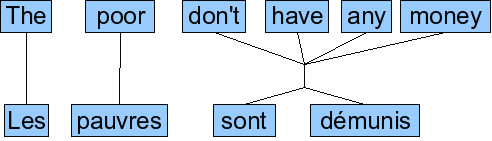 The poor don't have any money
Les pauvres sont démunis